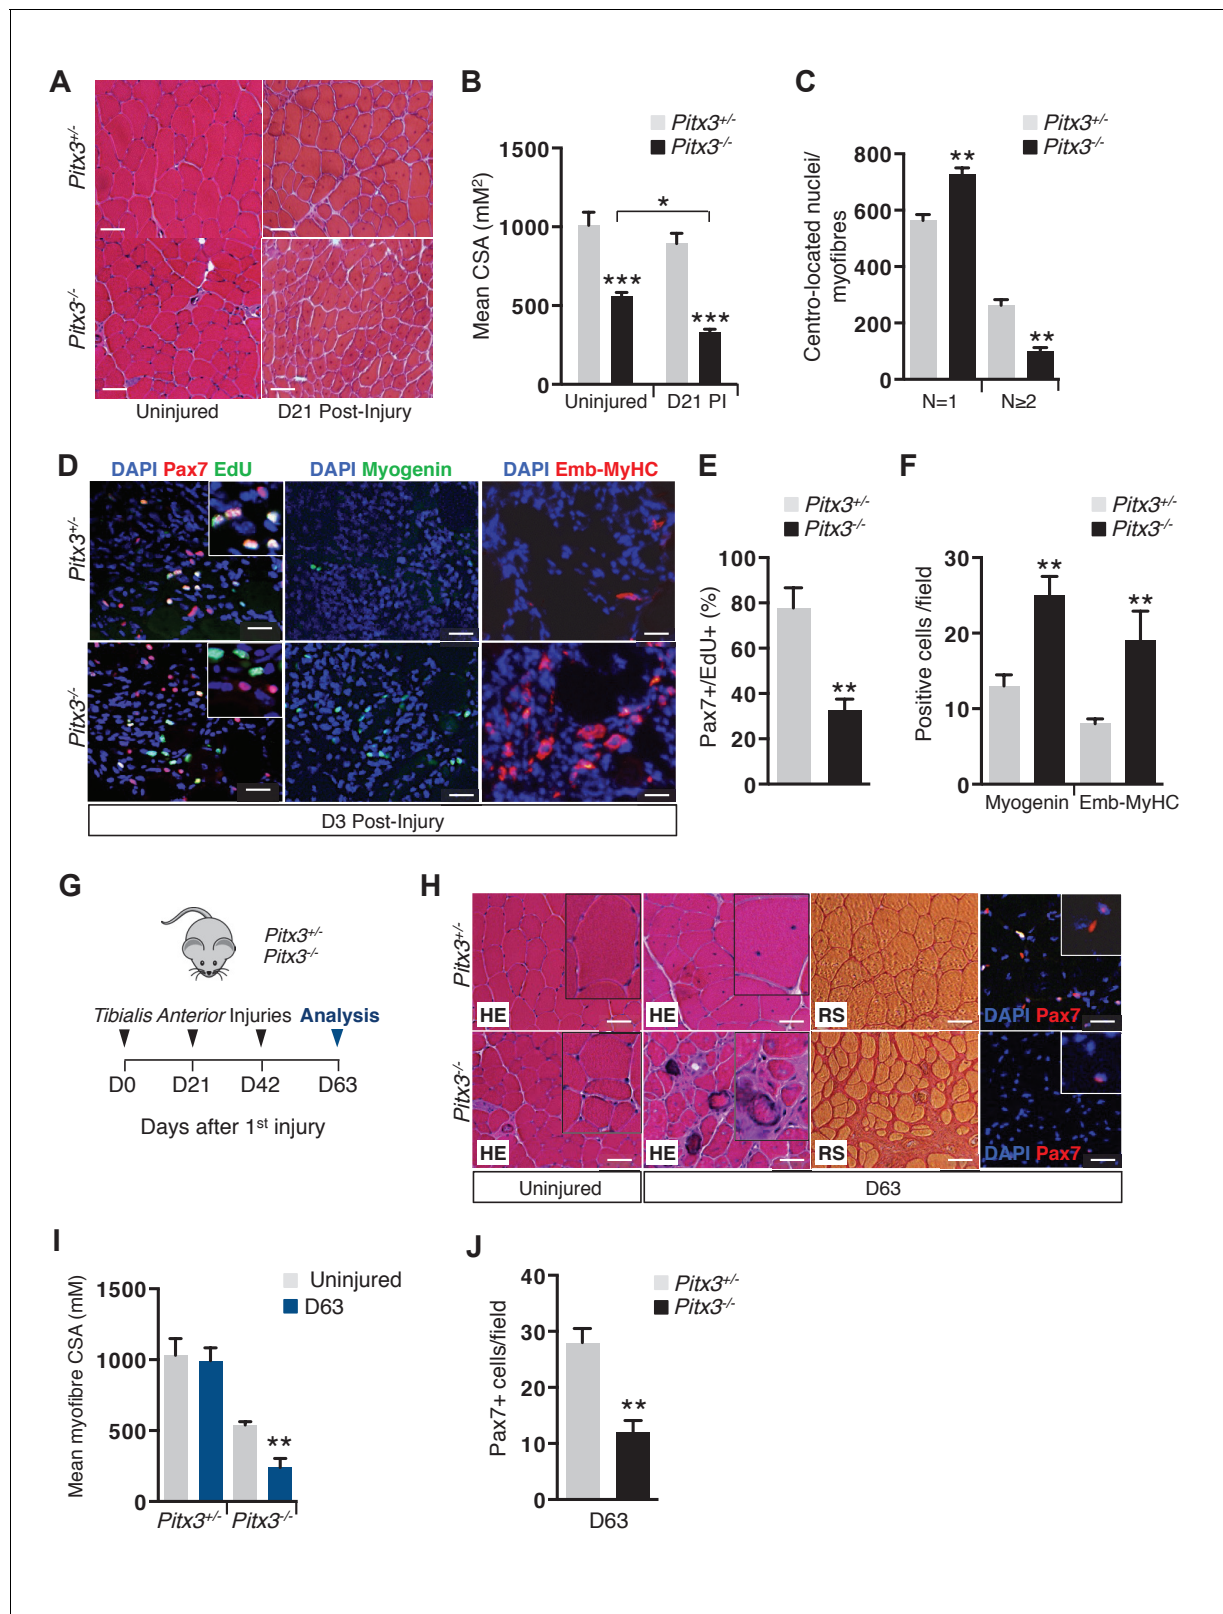 A
Pitx3+/-
Pitx3-/-
Uninjured
D21 Post-Injury
B
Pitx3+/-
Pitx3-/-
Mean CSA (mM²)
1500
1000
500
0
*
***
***
Uninjured
D21 PI
C
Pitx3+/-
Pitx3-/-
Centro-located nuclei/
myofibres
800
600
400
200
0
**
**
N=1
N≥2
D
DAPI Pax7 EdU
DAPI Myogenin
DAPI Emb-MyHC
Pitx3+/-
Pitx3-/-
D3 Post-Injury
E
Pitx3+/-
Pitx3-/-
Pax7+/EdU+ (%)
100
80
60
40
20
0
**
F
Pitx3+/-
Pitx3-/-
Positive cells /field
30
20
10
0
**
**
Myogenin
Emb-MyHC
G
Pitx3+/-
Pitx3-/-
Tibialis Anterior Injuries
Analysis
D0
D21
D42
D63
Days after 1st injury
H
Pitx3+/-
Pitx3-/-
HE
HE
RS
DAPI Pax7
HE
HE
RS
DAPI Pax7
Uninjured
D63
I
Uninjured
D63
Mean myofibre CSA (mM)
1500
1000
500
0
**
Pitx3+/-
Pitx3-/-
J
Pitx3+/-
Pitx3-/-
Pax7+ cells/field
40
30
20
10
0
**
D63